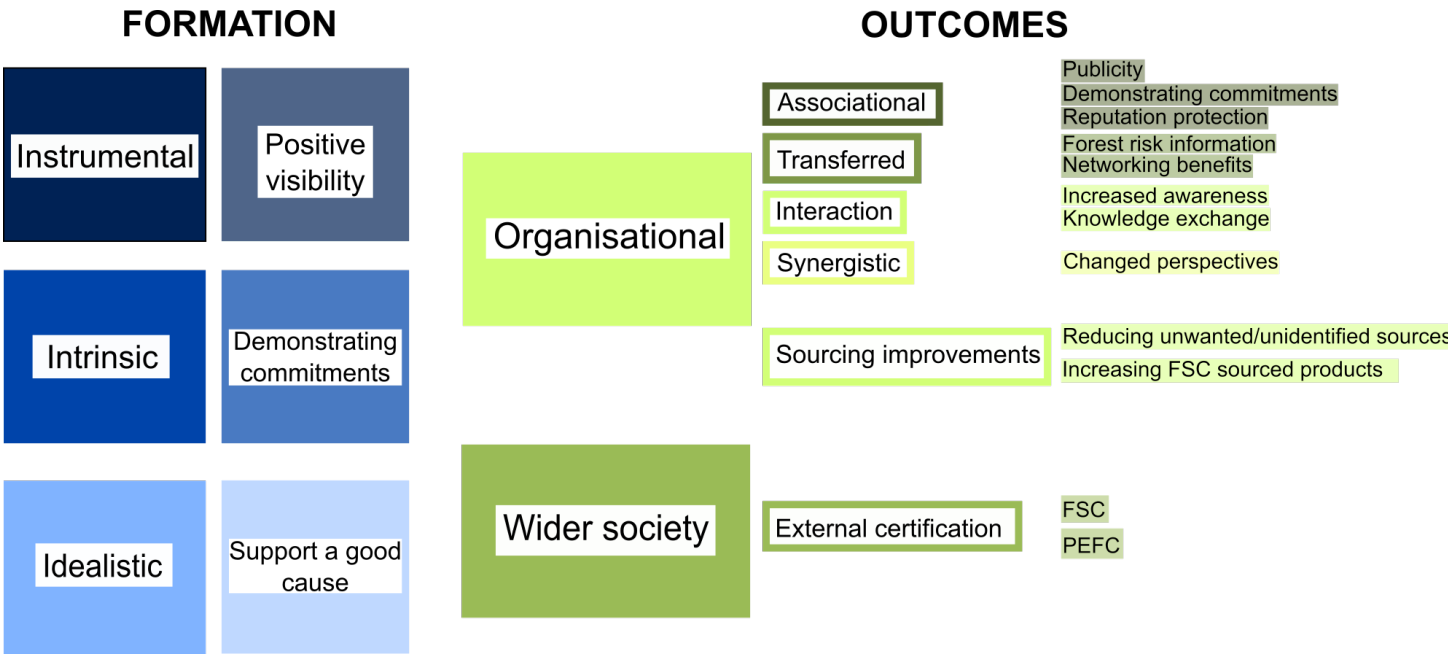 FORMATION
OUTCOMES
Instrumental
Positive
visibility
Intrinsic
Demonstrating
commitments
Idealistic
Support a good
cause
Organisational
Associational
Publicity
Demonstrating commitments
Reputation protection
Transferred
Forest risk information
Networking benefits
Interaction
Increased awareness
Knowledge exchange
Synergistic
Changed perspectives
Sourcing improvements
Reducing unwanted/unidentified sources
Increasing FSC sourced products
Wider society
External certification
FSC
PEFC